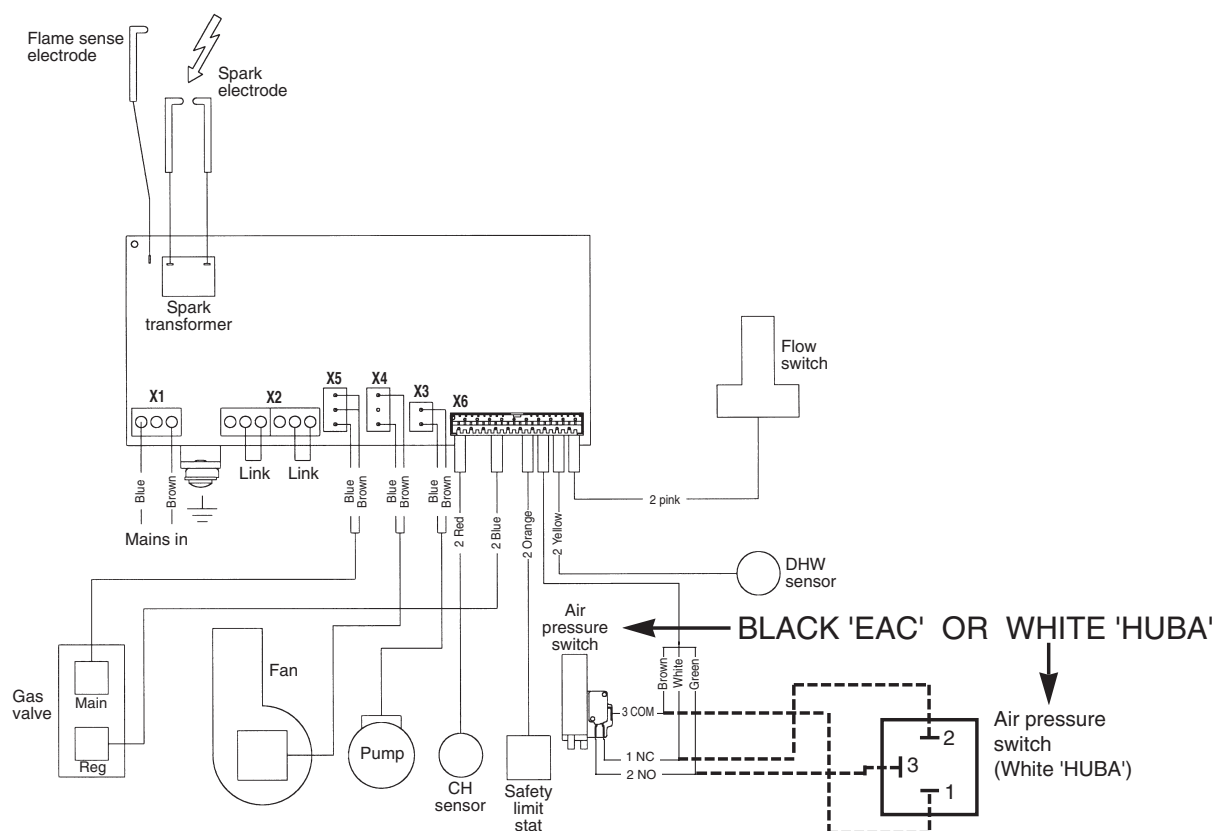 Flame sense
electrode
Spark
electrode
Spark
transformer
Flow
switch
X1
X2
X5
X4
X3
X6
Link
Link
Blue
Brown
Mains in
Blue
Brown
Blue
Brown
Blue
Brown
2 Red
2 Blue
2 Orange
2 Yellow
2 pink
DHW
sensor
Air
pressure
switch
BLACK 'EAC' OR WHITE 'HUBA'
Brown
White
Green
3 COM
1 NC
2 NO
Gas
valve
Main
Reg
Fan
Pump
CH
sensor
Safety
limit
stat
2
3
1
Air pressure
switch
(White 'HUBA')